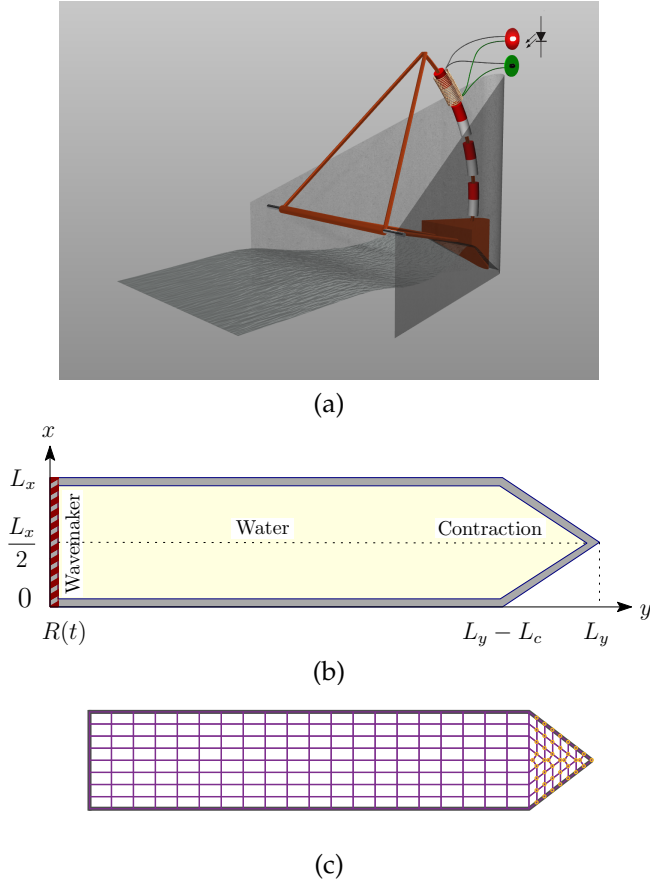 (a)
x
L_x
L_x/2
0
Wavemaker
Water
Contraction
y
R(t)
L_y − L_c
L_y
(b)
(c)